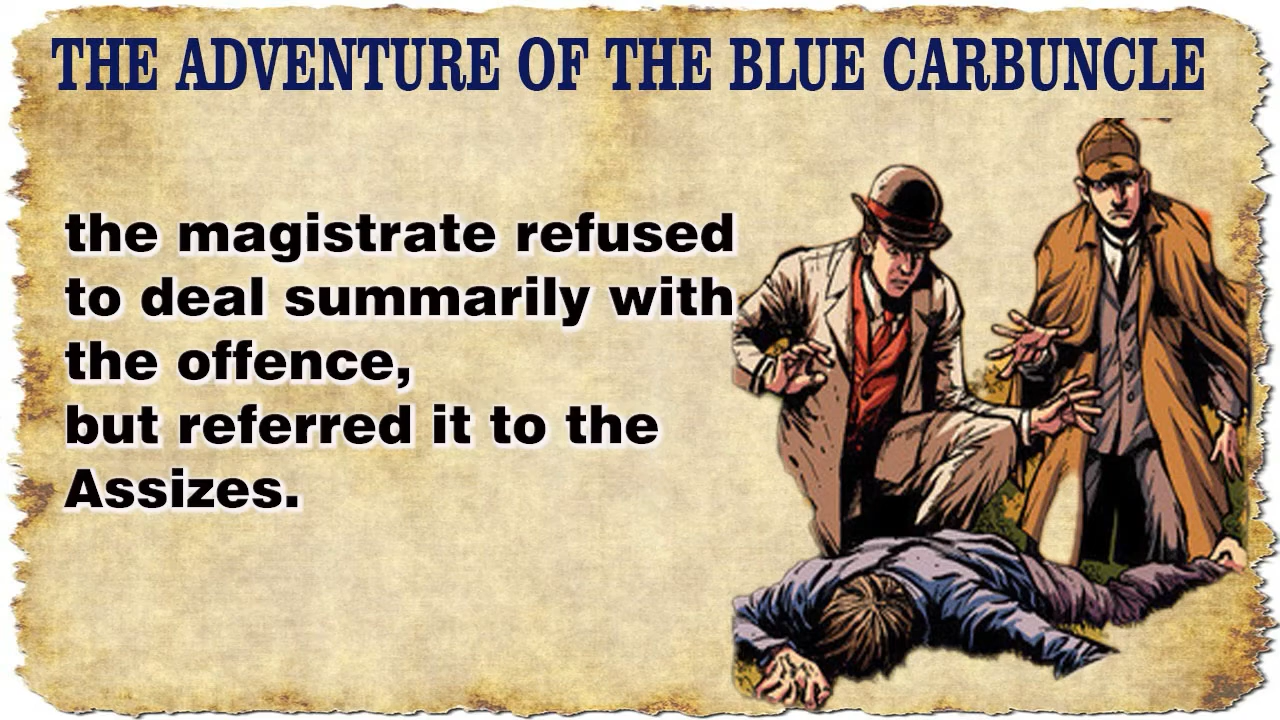 THE ADVENTURE OF THE BLUE CARBUNCLE
the magistrate refused
to deal summarily with
the offence,
but referred it to the
Assizes.